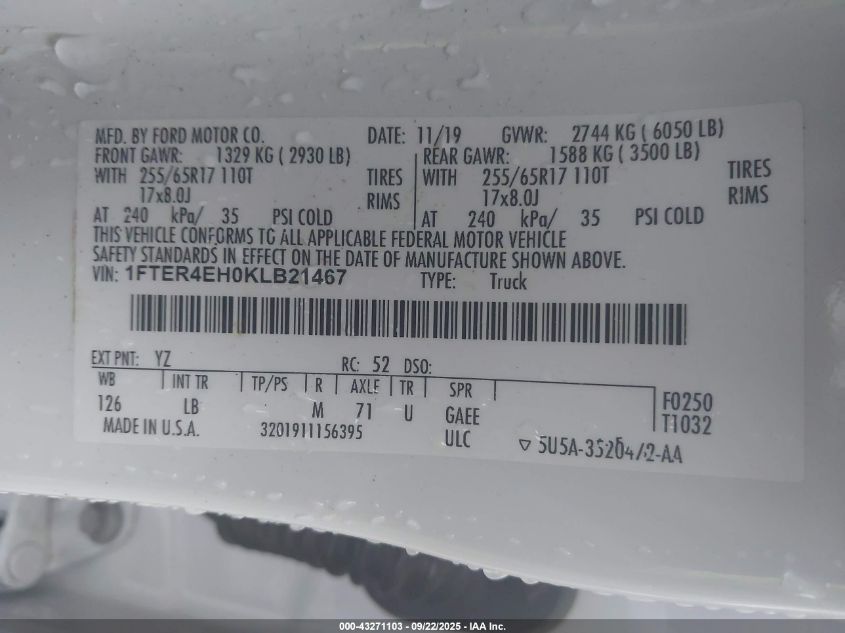 MFD. BY FORD MOTOR CO. DATE: 11/19 GVWR: 2744 KG ( 6050 LB)
FRONT GAWR: 1329 KG ( 2930 LB) REAR GAWR: 1588 KG ( 3500 LB)
WITH 255/65R17 110T TIRES WITH 255/65R17 110T TIRES
17x8.0J RIMS 17x8.0J RIMS
AT 240 kPa/ 35 PSI COLD AT 240 kPa/ 35 PSI COLD
THIS VEHICLE CONFORMS TO ALL APPLICABLE FEDERAL MOTOR VEHICLE
SAFETY STANDARDS IN EFFECT ON THE DATE OF MANUFACTURE SHOWN ABOVE.
VIN: 1FTER4EH0KLB21467 TYPE: Truck
EXT PNT: YZ RC: 52 DSO:
WB INT TR TP/PS R AXLE TR SPR
126 LB M 71 U GAEE F0250
MADE IN U.S.A. 3201911156395 ULC T1032
000-43271103 - 09/22/2025 - IAA Inc.